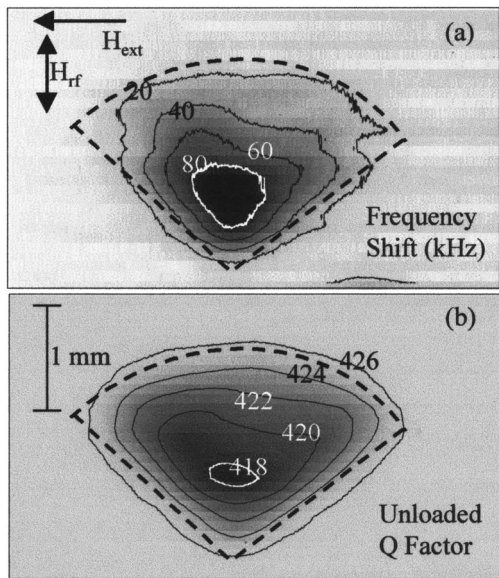 (a)
H_ext
H_rf
20
40
60
80
Frequency
Shift (kHz)
(b)
1 mm
426
424
422
420
418
Unloaded
Q Factor